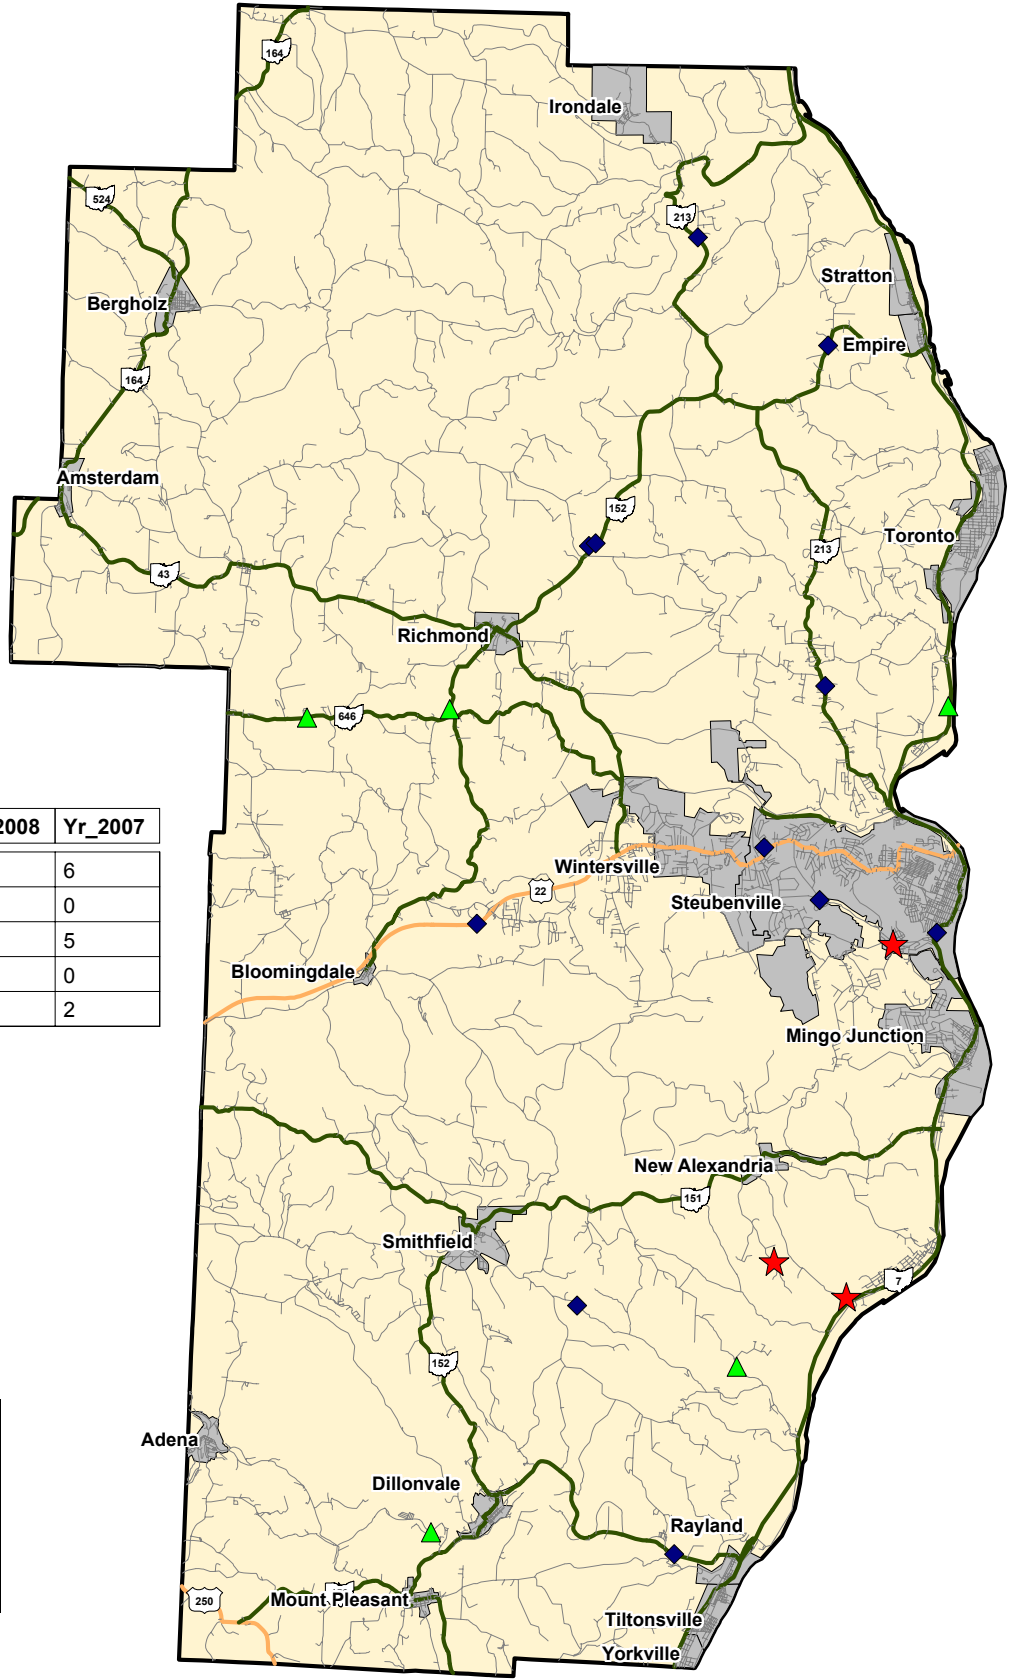 164
Irondale
524
213
Stratton
Bergholz
Empire
164
Amsterdam
152
Toronto
213
43
Richmond
646
2008 Yr_2007
6
0
5
0
2
Wintersville
22
Steubenville
Bloomingdale
Mingo Junction
New Alexandria
151
Smithfield
7
152
Adena
Dillonvale
Rayland
250
Mount Pleasant
Tiltonsville
Yorkville